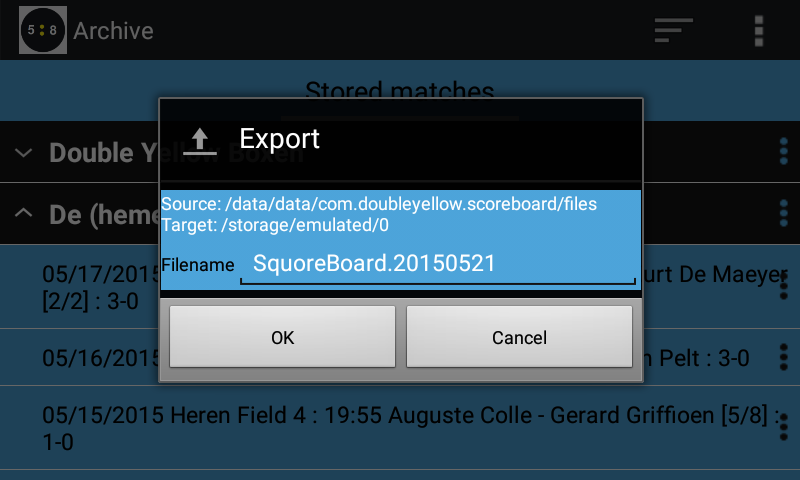 5:8 Archive
Stored matches
Export
Double Yellow Boxen
De (heme
Source: /data/data/com.doubleyellow.scoreboard/files
Target: /storage/emulated/0
Filename SquoreBoard.20150521
05/17/2015 urt De Maeyer
[2/2] : 3-0
OK Cancel
05/16/2015 n Pelt : 3-0
05/15/2015 Heren Field 4 : 19:55 Auguste Colle - Gerard Griffioen [5/8] :
1-0